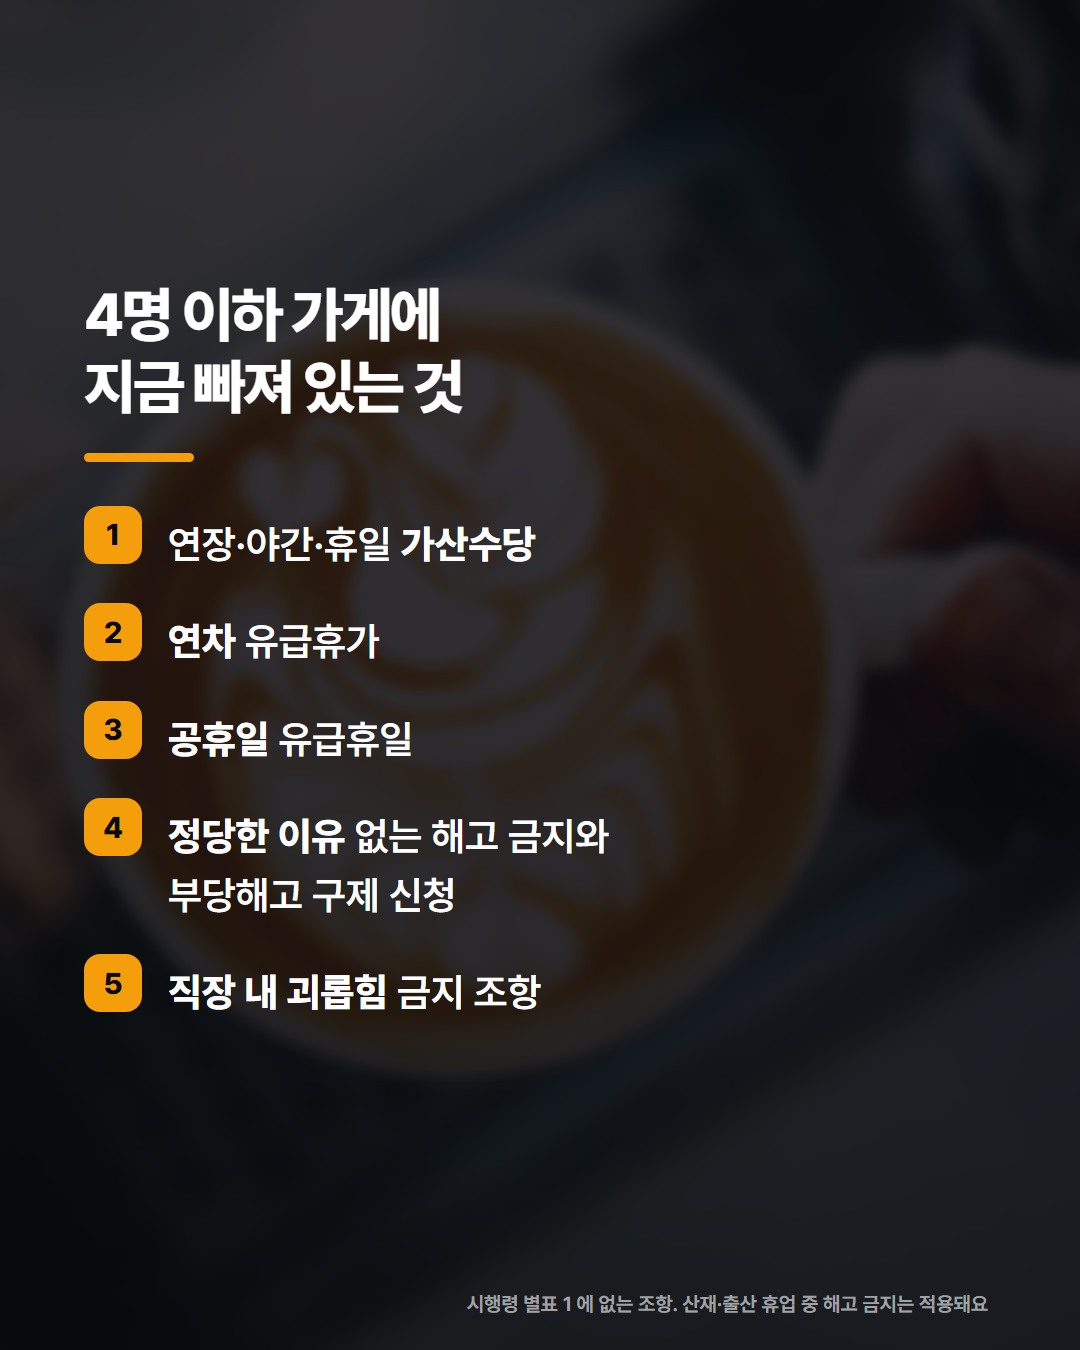 4명 이하 가게에
지금 빠져 있는 것
1 연장·야간·휴일 가산수당
2 연차 유급휴가
3 공휴일 유급휴일
4 정당한 이유 없는 해고 금지와
부당해고 구제 신청
5 직장 내 괴롭힘 금지 조항
시행령 별표 1에 없는 조항. 산재·출산 휴업 중 해고 금지는 적용돼요